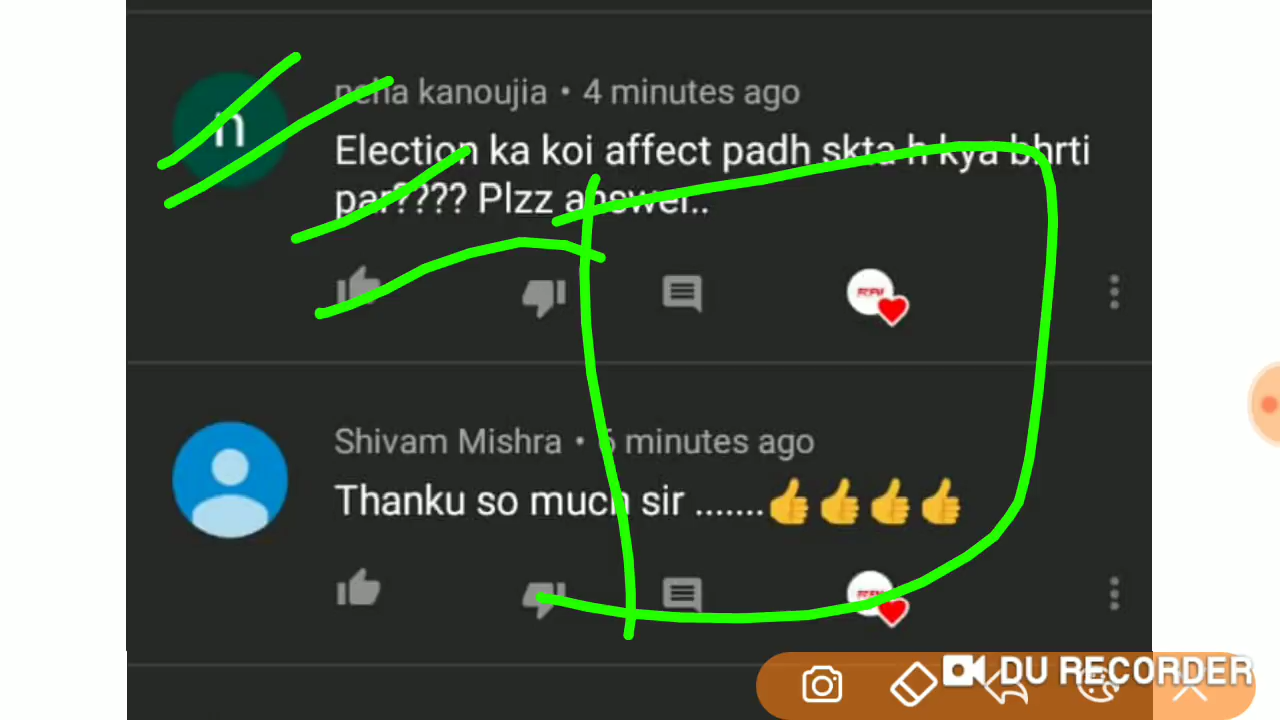 neha kanoujia • 4 minutes ago
Election ka koi affect padh skta h kya bhrti
par???? Plzz answer..
Shivam Mishra • 6 minutes ago
Thanku so much sir .......👍👍👍👍
DU RECORDER